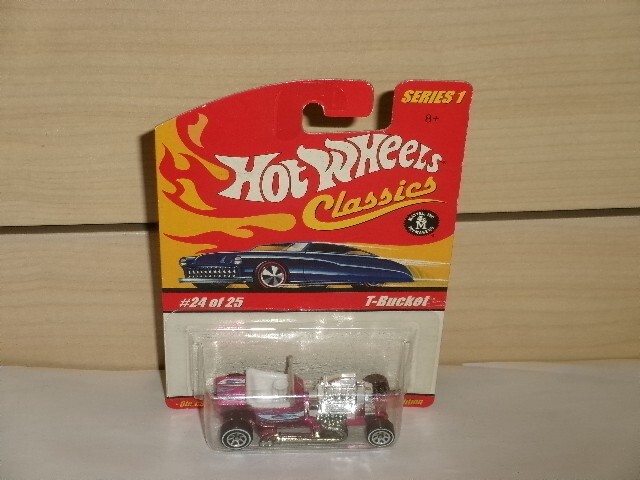 SERIES 1
8+
HOT WHEELS
Classics
M
#24 of 25
T-Bucket